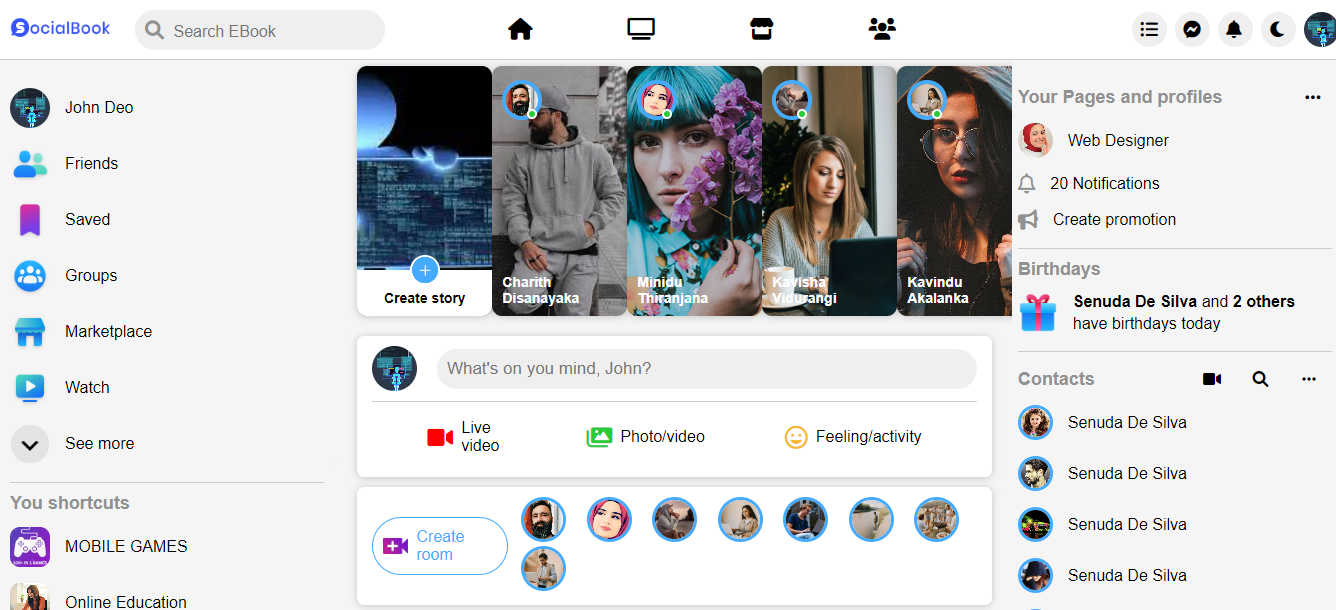 SocialBook
Search EBook
John Deo
Friends
Saved
Groups
Marketplace
Watch
See more
You shortcuts
MOBILE GAMES
Online Education
Create story
Charith
Disanayaka
Minidu
Thiranjana
Kavisha
Vidurangi
Kavindu
Akalanka
What's on you mind, John?
Live
video
Photo/video
Feeling/activity
Create
room
Your Pages and profiles
Web Designer
20 Notifications
Create promotion
Birthdays
Senuda De Silva and 2 others
have birthdays today
Contacts
Senuda De Silva
Senuda De Silva
Senuda De Silva
Senuda De Silva